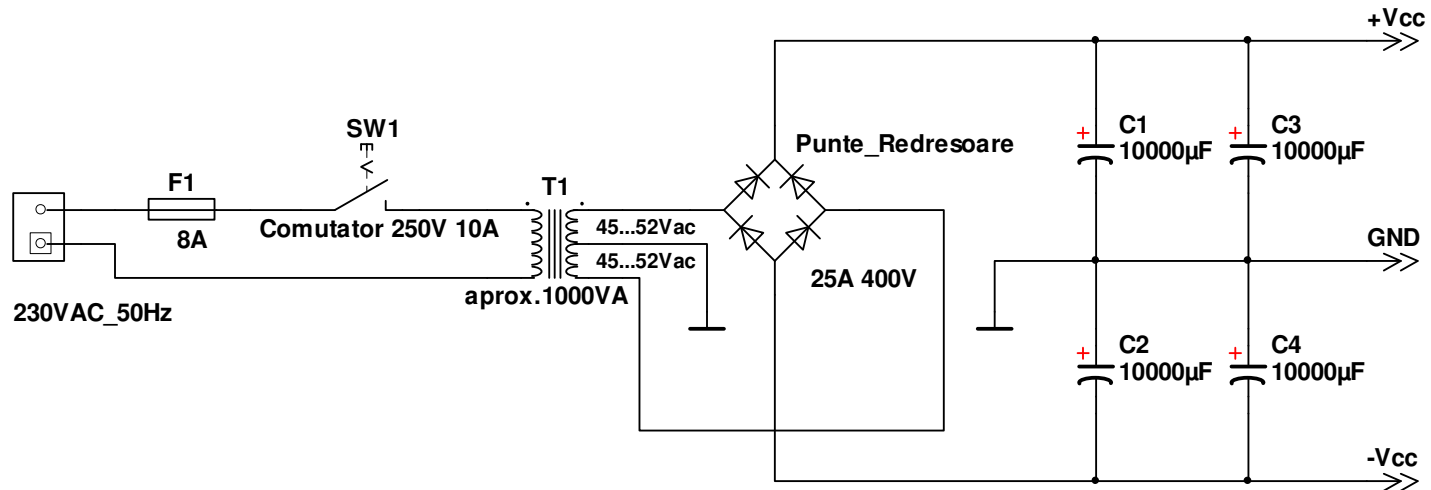 +Vcc
SW1
E-V-
Punte_Redresoare
C1
10000µF
C3
10000µF
F1
8A
Comutator 250V 10A
T1
45...52Vac
45...52Vac
aprox.1000VA
25A 400V
GND
230VAC_50Hz
C2
10000µF
C4
10000µF
-Vcc